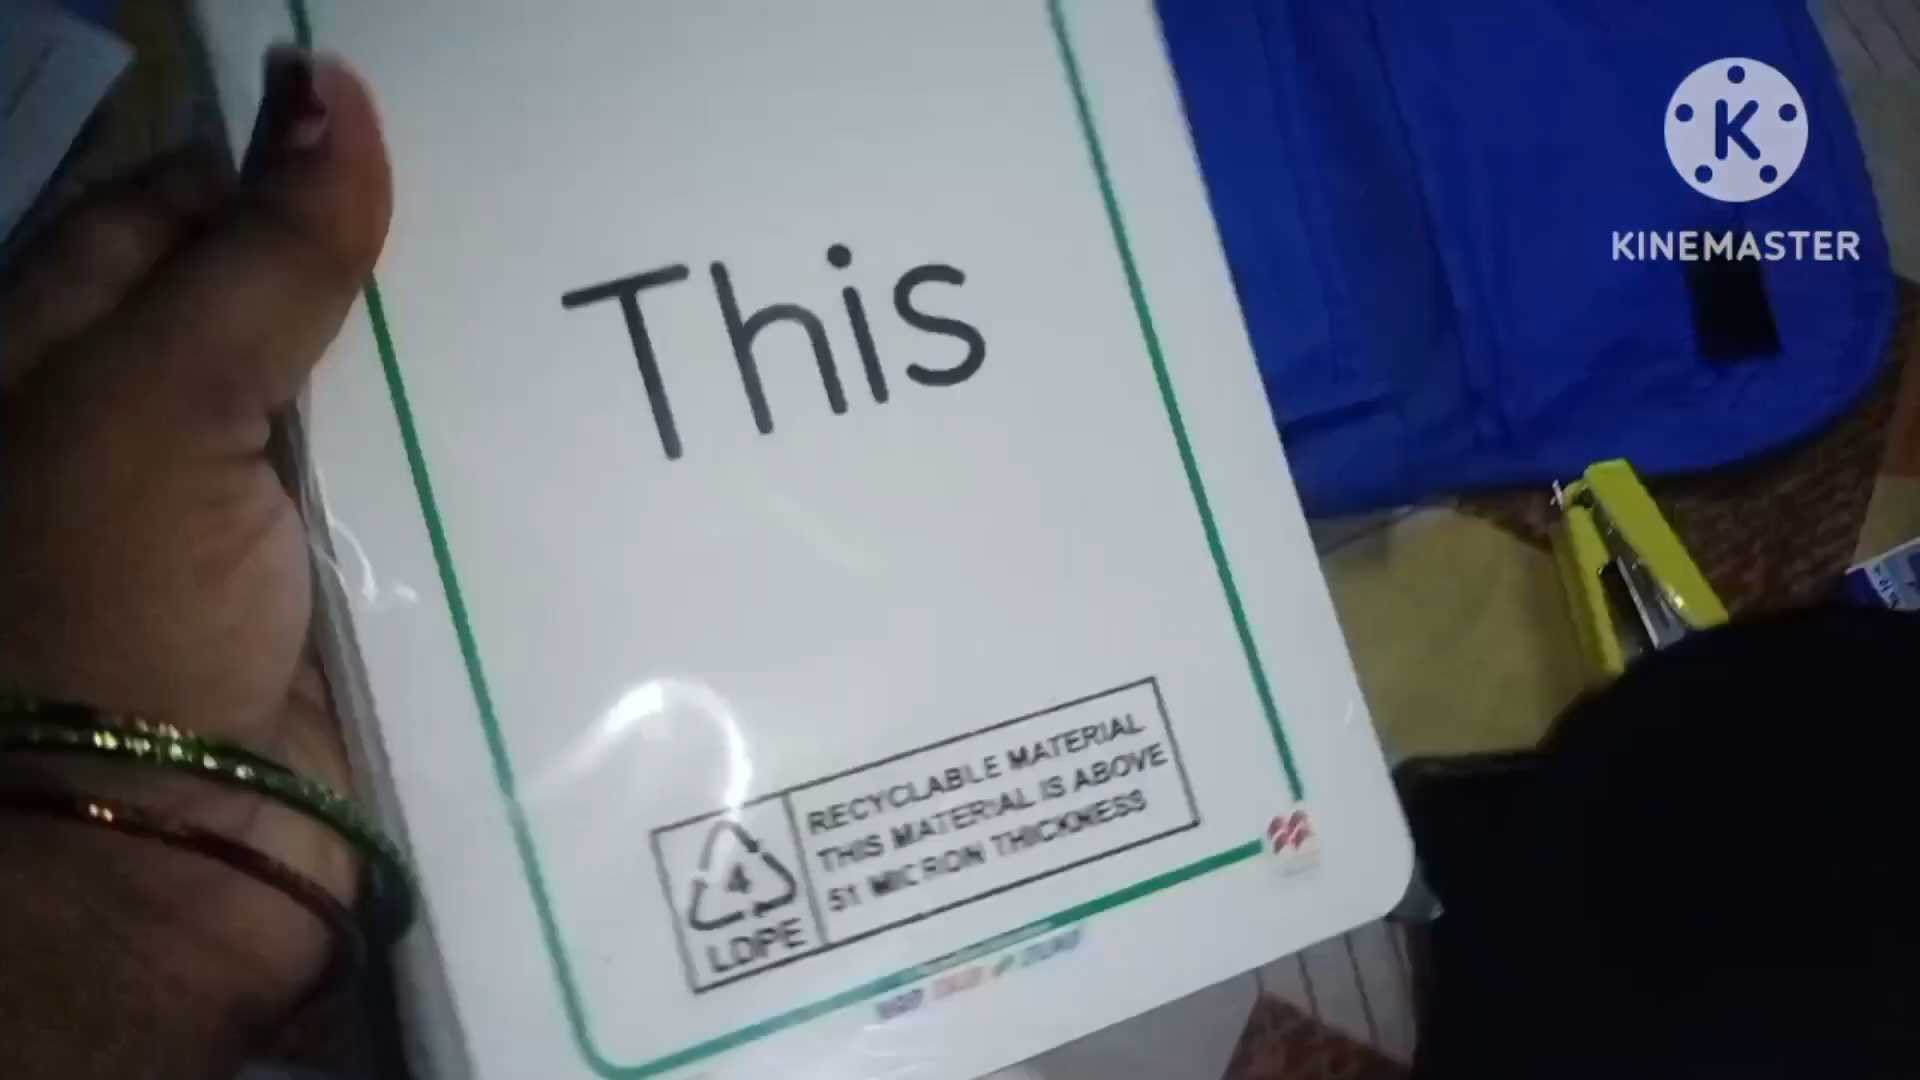 K
KINEMASTER
This
RECYCLABLE MATERIAL
THIS MATERIAL IS ABOVE
51 MICRON THICKNESS
4
LDPE